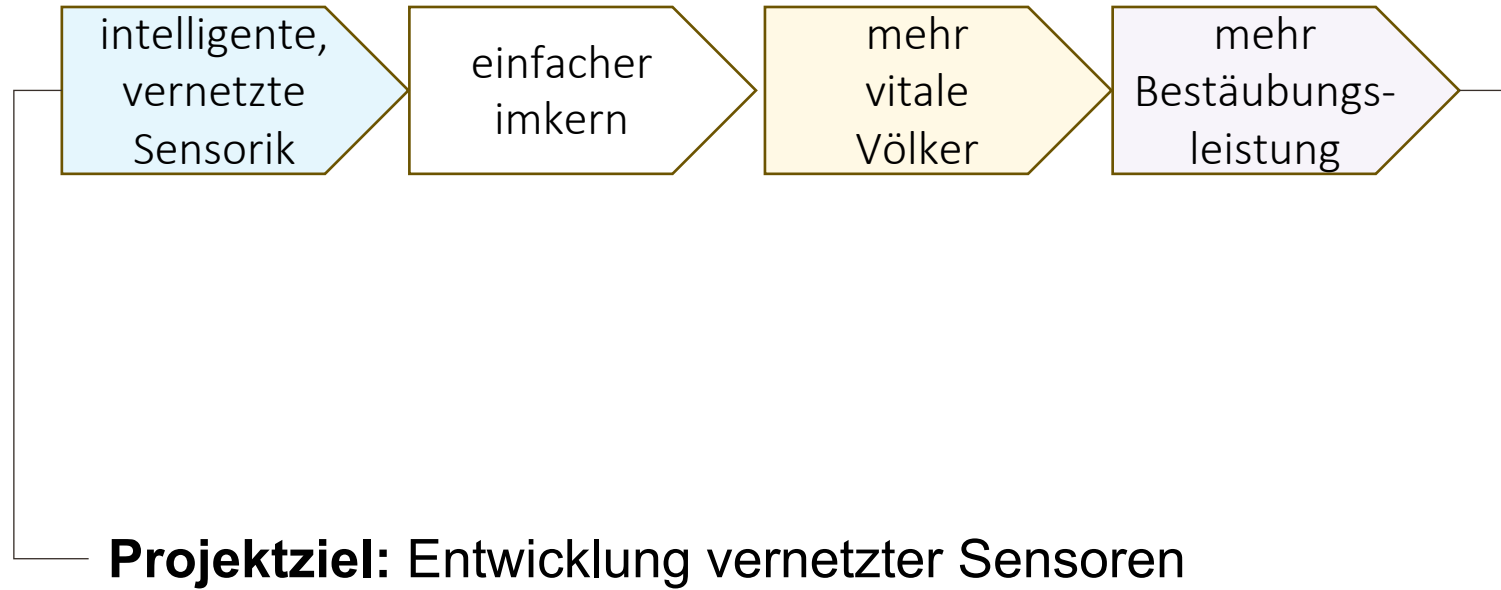 intelligente,
vernetzte
Sensorik
einfacher
imkern
mehr
vitale
Völker
mehr
Bestäubungs-
leistung
Projektziel: Entwicklung vernetzter Sensoren